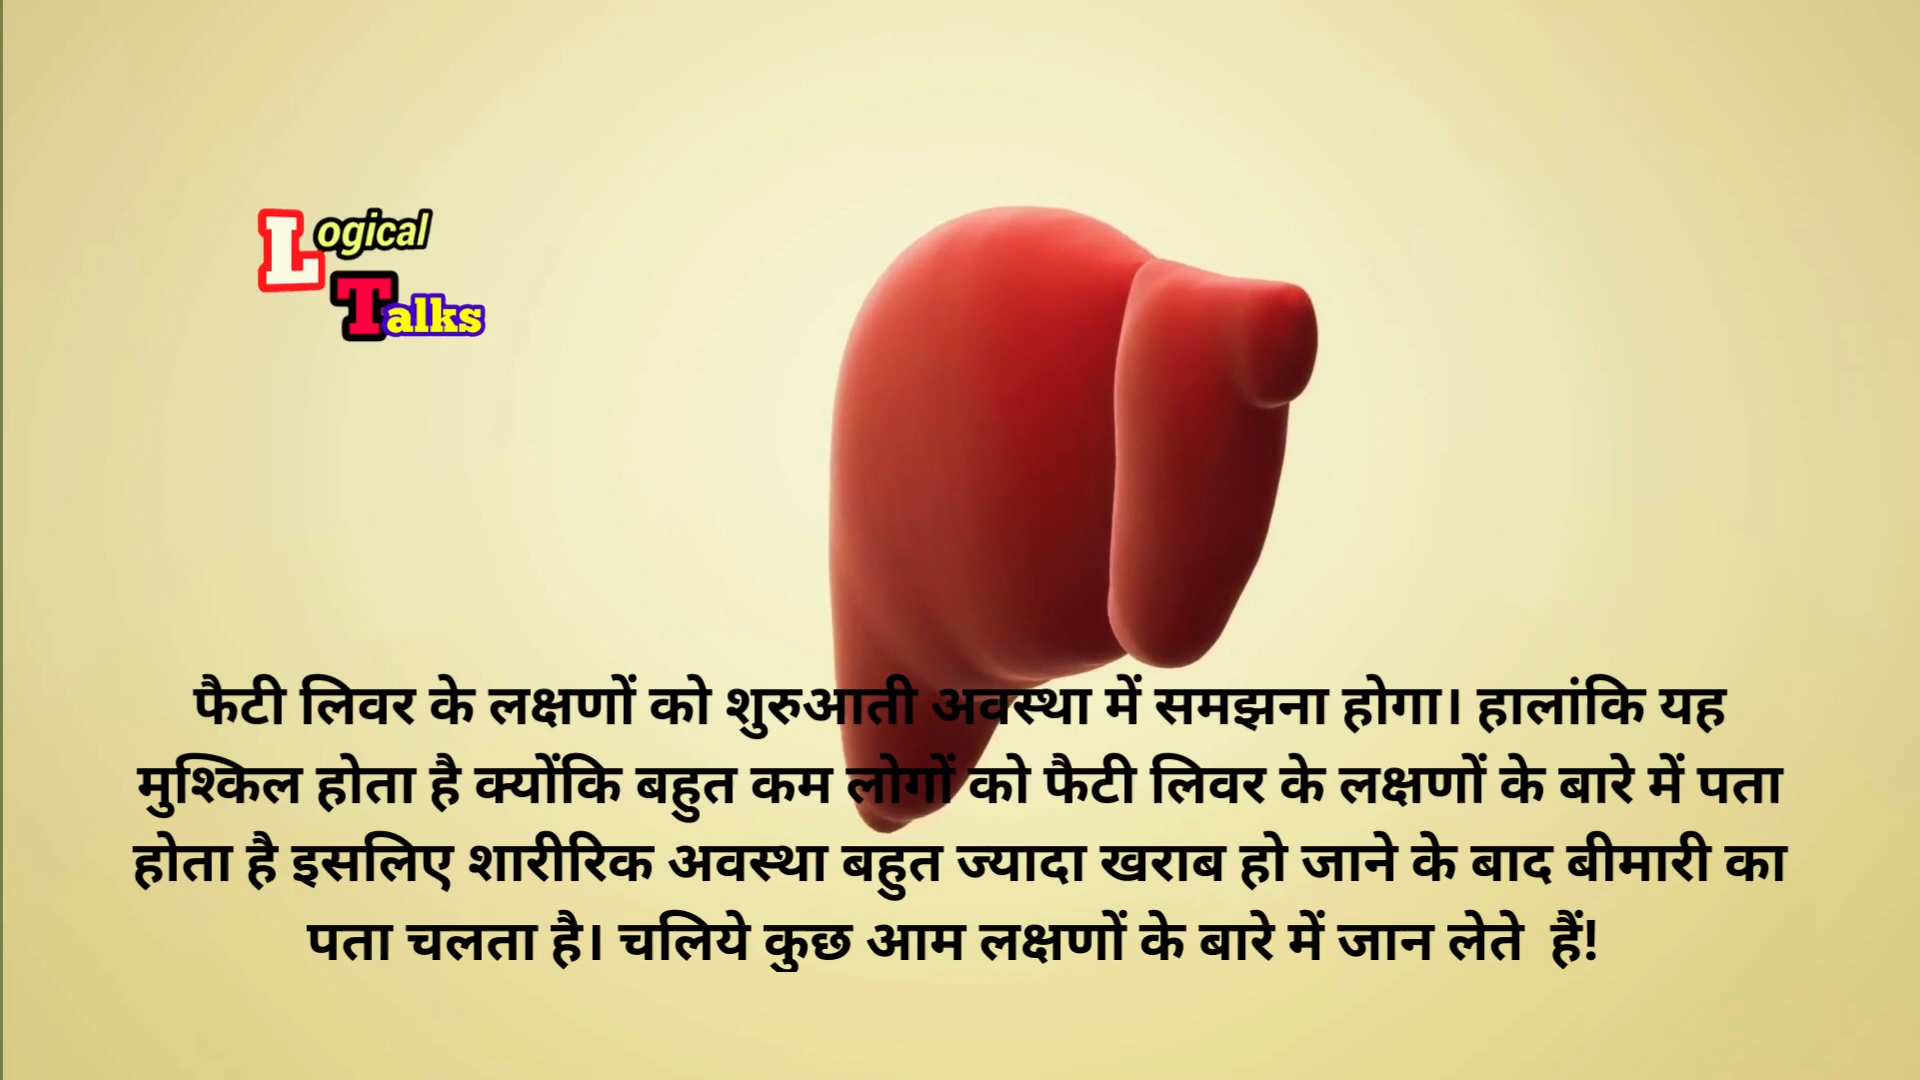 Logical
Talks
फैटी लिवर के लक्षणों को शुरुआती अवस्था में समझना होगा। हालांकि यह
मुश्किल होता है क्योंकि बहुत कम लोगों को फैटी लिवर के लक्षणों के बारे में पता
होता है इसलिए शारीरिक अवस्था बहुत ज्यादा खराब हो जाने के बाद बीमारी का
पता चलता है। चलिये कुछ आम लक्षणों के बारे में जान लेते हैं!